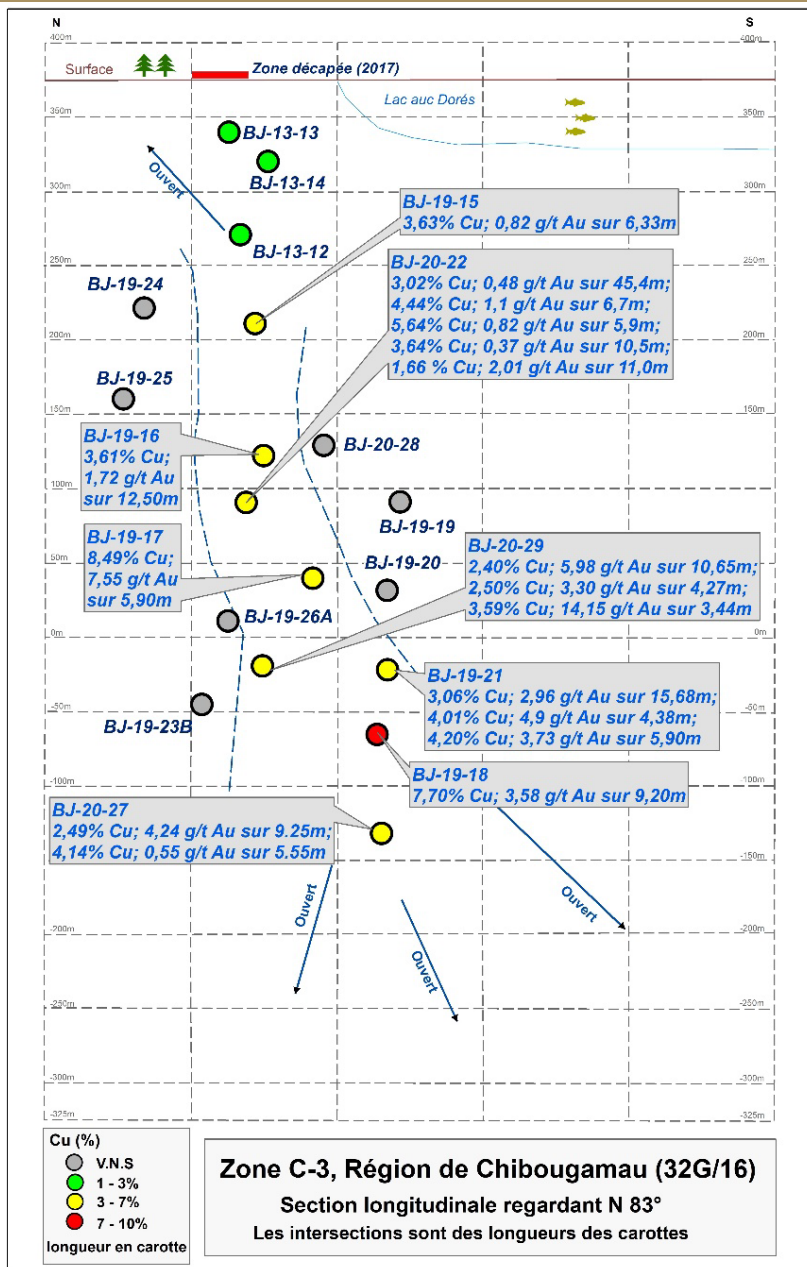 N
S
400m
400m
Surface
Zone décapée (2017)
Lac auc Dorés
350m
350m
BJ-13-13
BJ-13-14
Ouvert
300m
300m
BJ-13-12
BJ-19-15
3,63% Cu; 0,82 g/t Au sur 6,33m
250m
250m
BJ-20-22
3,02% Cu; 0,48 g/t Au sur 45,4m;
4,44% Cu; 1,1 g/t Au sur 6,7m;
5,64% Cu; 0,82 g/t Au sur 5,9m;
3,64% Cu; 0,37 g/t Au sur 10,5m;
1,66 % Cu; 2,01 g/t Au sur 11,0m
BJ-19-24
200m
200m
BJ-19-25
150m
150m
BJ-19-16
3,61% Cu;
1,72 g/t Au
sur 12,50m
BJ-20-28
100m
100m
BJ-19-19
BJ-19-17
8,49% Cu;
7,55 g/t Au
sur 5,90m
BJ-19-20
BJ-20-29
2,40% Cu; 5,98 g/t Au sur 10,65m;
2,50% Cu; 3,30 g/t Au sur 4,27m;
3,59% Cu; 14,15 g/t Au sur 3,44m
50m
50m
BJ-19-26A
0m
0m
BJ-19-21
3,06% Cu; 2,96 g/t Au sur 15,68m;
4,01% Cu; 4,9 g/t Au sur 4,38m;
4,20% Cu; 3,73 g/t Au sur 5,90m
-50m
-50m
BJ-19-23B
BJ-19-18
7,70% Cu; 3,58 g/t Au sur 9,20m
-100m
-100m
BJ-20-27
2,49% Cu; 4,24 g/t Au sur 9.25m;
4,14% Cu; 0,55 g/t Au sur 5.55m
-150m
-150m
Ouvert
Ouvert
Ouvert
-200m
-200m
-250m
-250m
-300m
-300m
-325m
-325m
Cu (%)
V.N.S
1 - 3%
3 - 7%
7 - 10%
longueur en carotte
Zone C-3, Région de Chibougamau (32G/16)
Section longitudinale regardant N 83°
Les intersections sont des longueurs des carottes